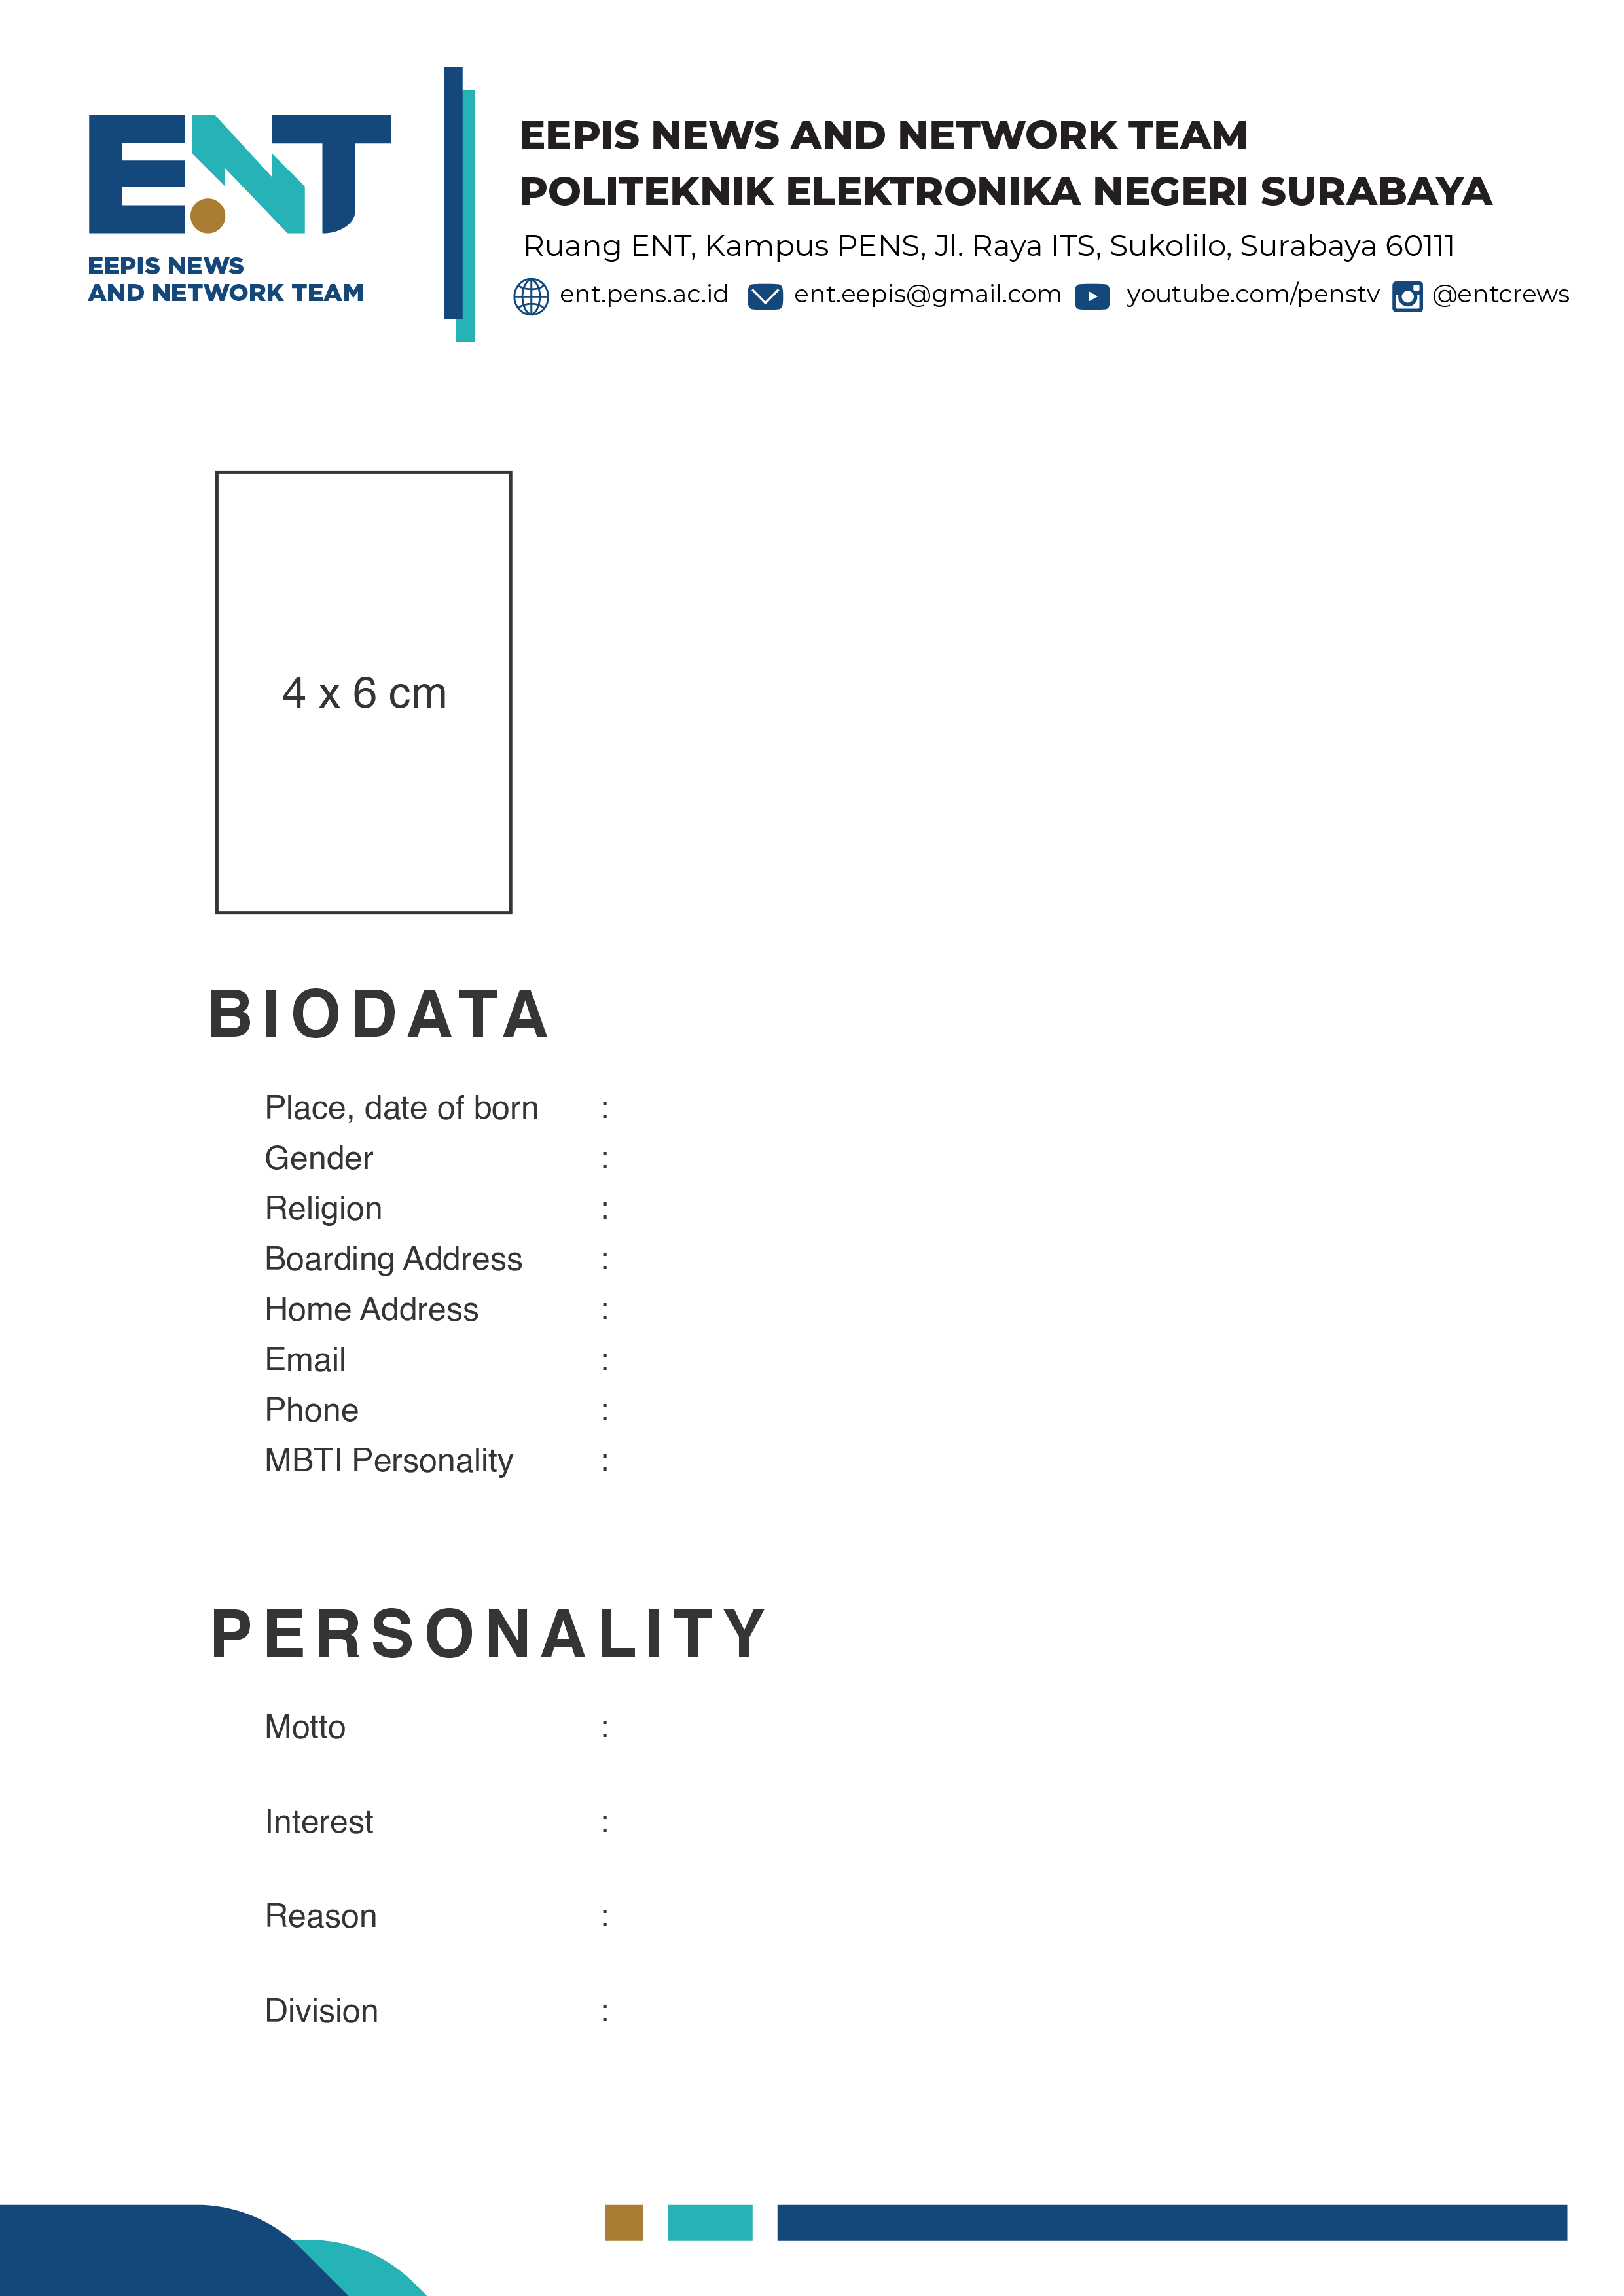 ENT
EEPIS NEWS
AND NETWORK TEAM
EEPIS NEWS AND NETWORK TEAM
POLITEKNIK ELEKTRONIKA NEGERI SURABAYA
Ruang ENT, Kampus PENS, Jl. Raya ITS, Sukolilo, Surabaya 60111
ent.pens.ac.id ent.eepis@gmail.com youtube.com/penstv @entcrews
4 x 6 cm
BIODATA
Place, date of born :
Gender :
Religion :
Boarding Address :
Home Address :
Email :
Phone :
MBTI Personality :
PERSONALITY
Motto :
Interest :
Reason :
Division :